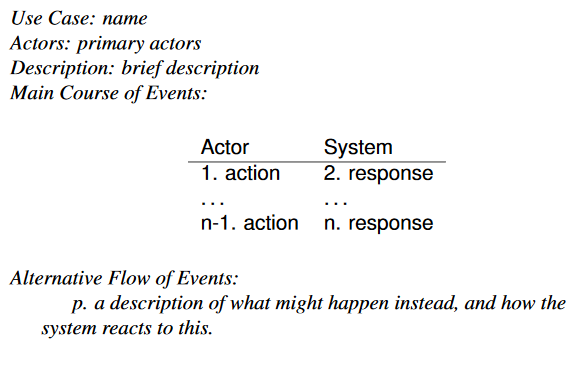 Use Case: name
Actors: primary actors
Description: brief description
Main Course of Events:
Actor System
1. action 2. response
... ...
n-1. action n. response
Alternative Flow of Events:
p. a description of what might happen instead, and how the
system reacts to this.